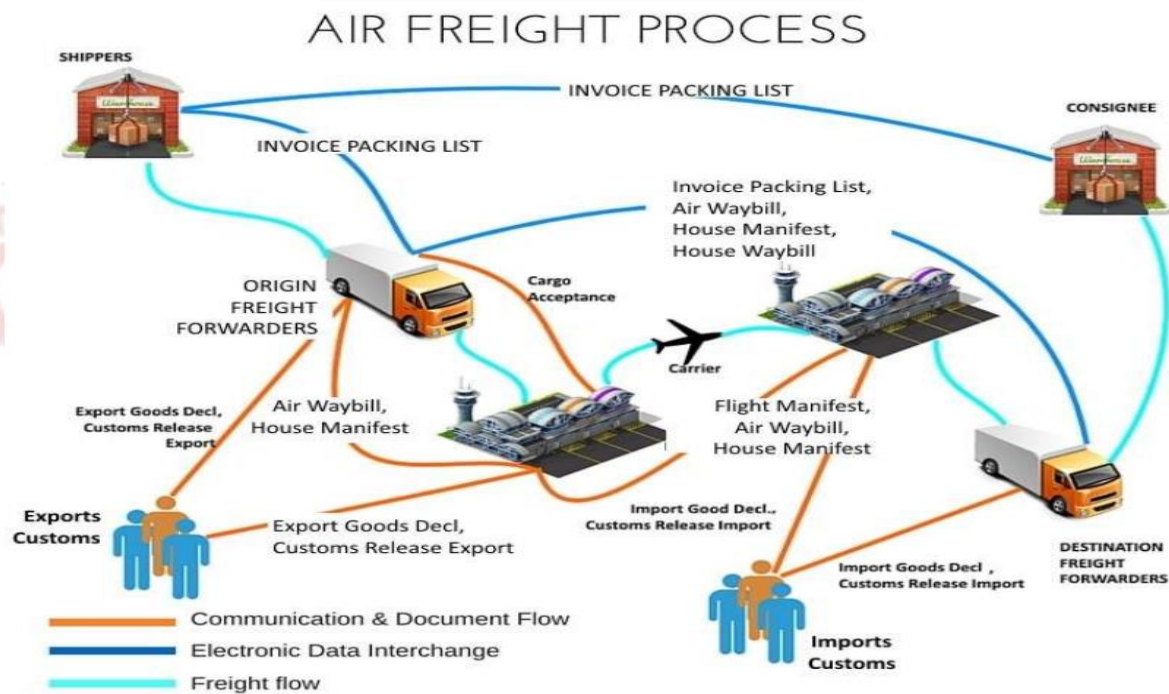 AIR FREIGHT PROCESS
SHIPPERS
Warehouse
INVOICE PACKING LIST
CONSIGNEE
Warehouse
INVOICE PACKING LIST
Invoice Packing List,
Air Waybill,
House Manifest,
House Waybill
ORIGIN
FREIGHT
FORWARDERS
Cargo
Acceptance
Carrier
Export Goods Decl,
Customs Release
Export
Air Waybill,
House Manifest
Flight Manifest,
Air Waybill,
House Manifest
Exports
Customs
Export Goods Decl,
Customs Release Export
Import Good Decl.,
Customs Release Import
Import Goods Decl ,
Customs Release Import
DESTINATION
FREIGHT
FORWARDERS
Imports
Customs
Communication & Document Flow
Electronic Data Interchange
Freight flow